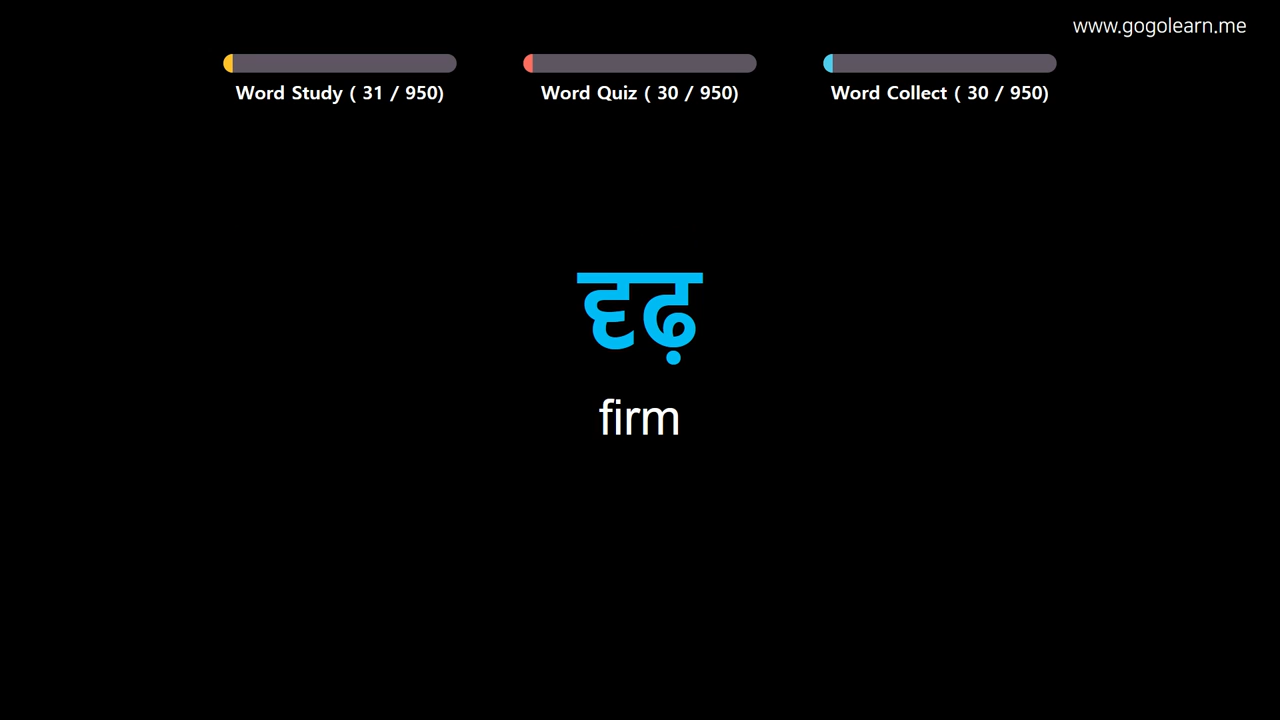 www.gogolearn.me
Word Study ( 31 / 950)
Word Quiz ( 30 / 950)
Word Collect ( 30 / 950)
दृढ़
firm